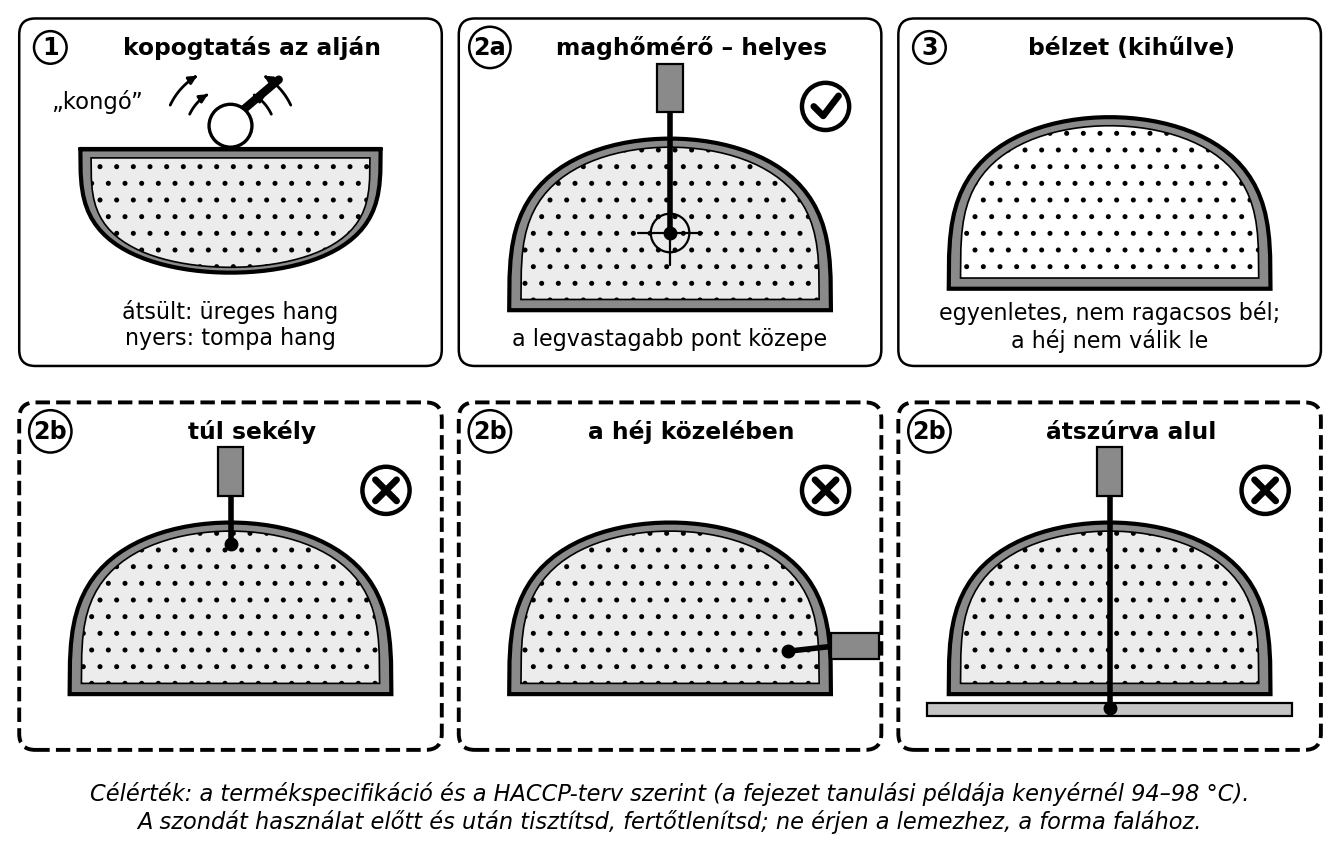 1 kopogtatás az alján
„kongó”
átsült: üreges hang
nyers: tompa hang
2a maghőmérő – helyes
a legvastagabb pont közepe
3 bélzet (kihűlve)
egyenletes, nem ragacsos bél;
a héj nem válik le
2b túl sekély
2b a héj közelében
2b átszúrva alul
Célérték: a termékspecifikáció és a HACCP-terv szerint (a fejezet tanulási példája kenyérnél 94–98 °C).
A szondát használat előtt és után tisztítsd, fertőtlenítsd; ne érjen a lemezhez, a forma falához.